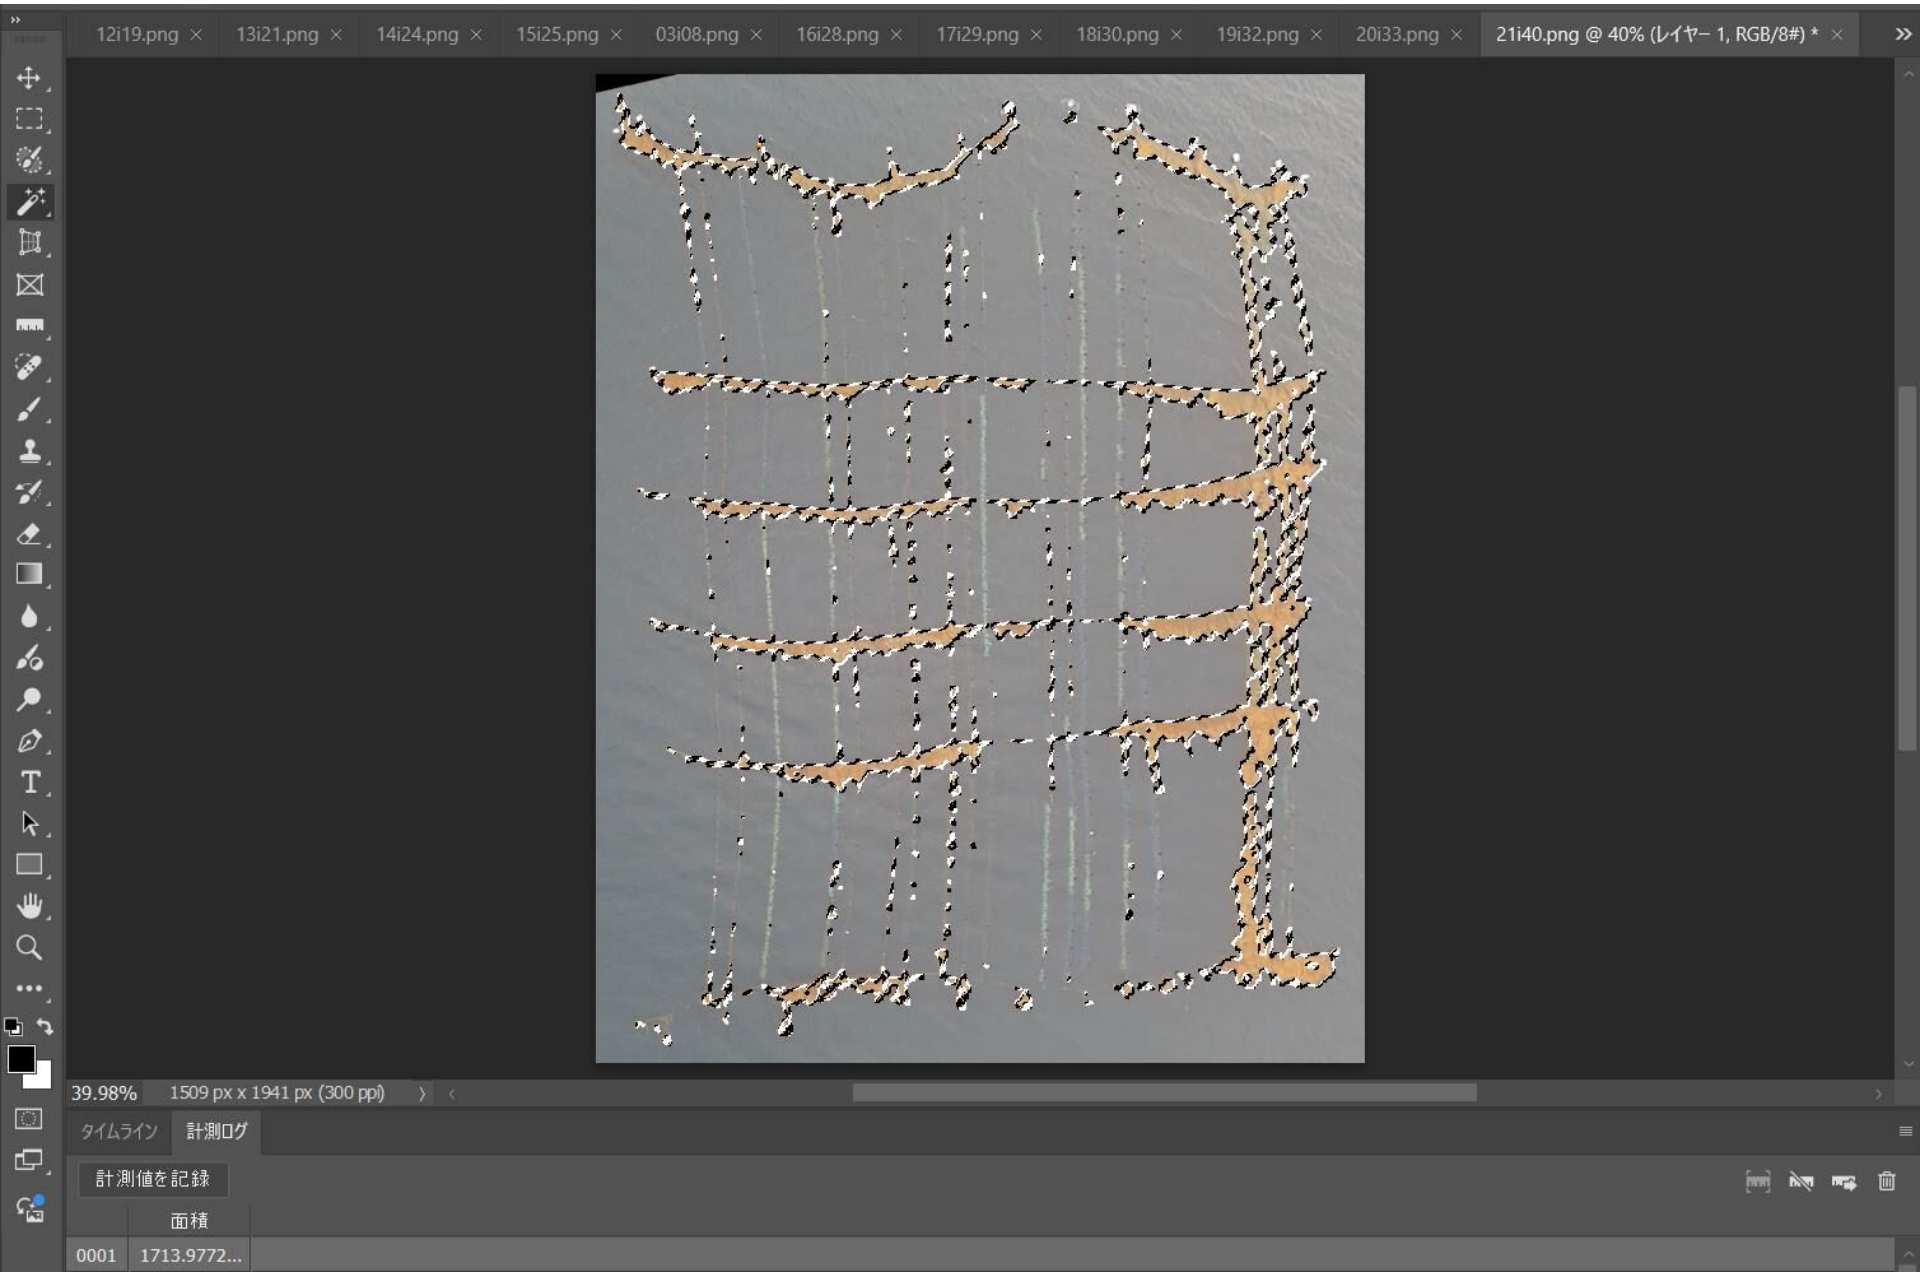 12i19.png × 13i21.png × 14i24.png × 15i25.png × 03i08.png × 16i28.png × 17i29.png × 18i30.png × 19i32.png × 20i33.png × 21i40.png @ 40% (レイヤー 1, RGB/8#) * ×
39.98% 1509 px x 1941 px (300 ppi)
タイムライン 計測ログ
計測値を記録
面積
0001 1713.9772...